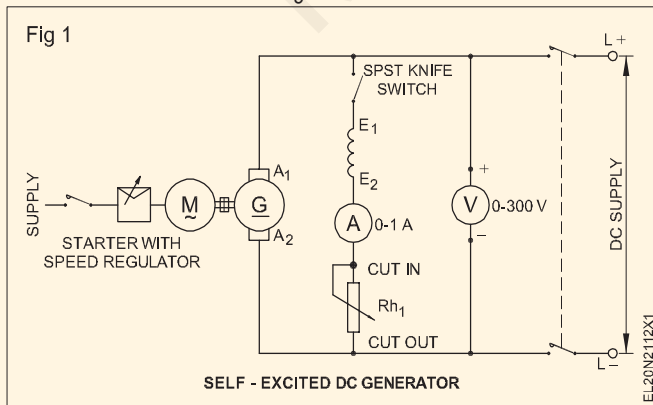 Fig 1
L +
SPST KNIFE
SWITCH
E1
E2
A1
A2
SUPPLY
M
~
G
STARTER WITH
SPEED REGULATOR
A
0-1 A
+
V
0-300 V
–
DC SUPPLY
CUT IN
Rh1
CUT OUT
L –
SELF - EXCITED DC GENERATOR
EL20N2112X1